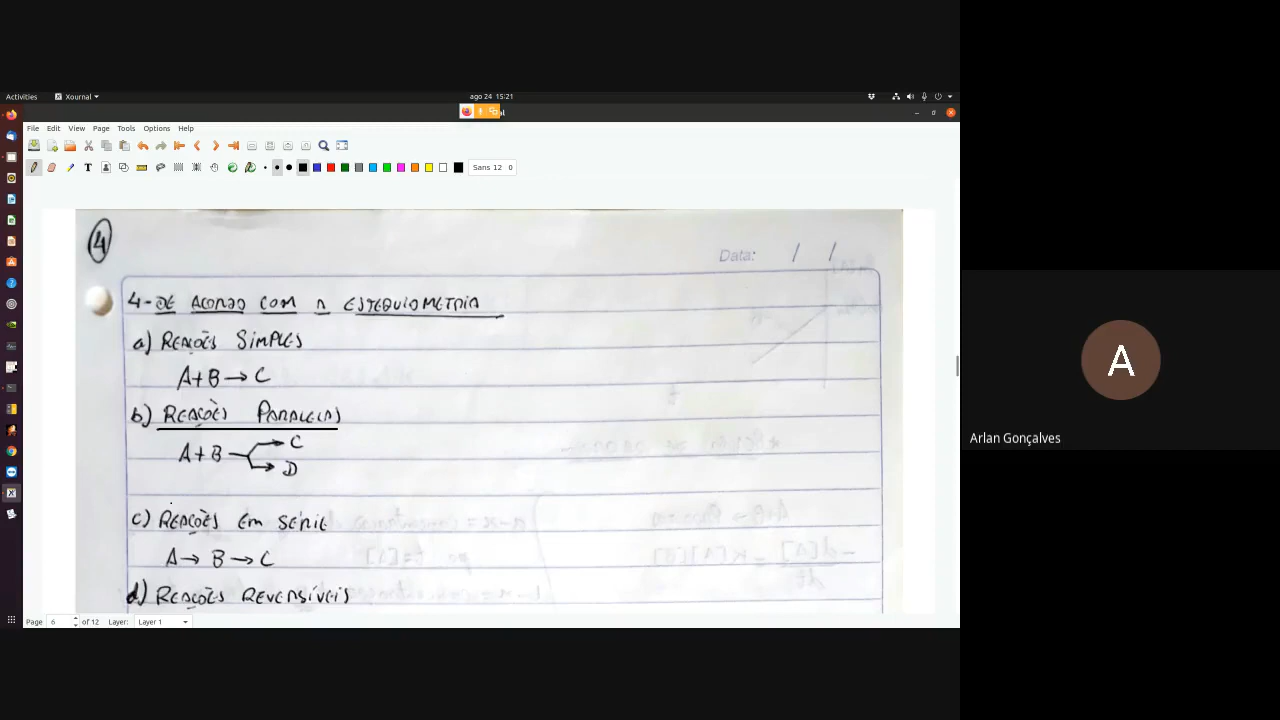 Activities
Xournal
ago 24 15:21
File Edit View Page Tools Options Help
Sans 12 0
4
Data: / /
4- DE ACORDO COM A ESTEQUIOMETRIA
a) REAÇÕES SIMPLES
A+B → C
b) REAÇÕES PARALELAS
A+B → C
→ D
c) REAÇÕES EM SÉRIE
A → B → C
d) REAÇÕES REVERSÍVEIS
Page 6 of 12 Layer: Layer 1
A
Arlan Gonçalves